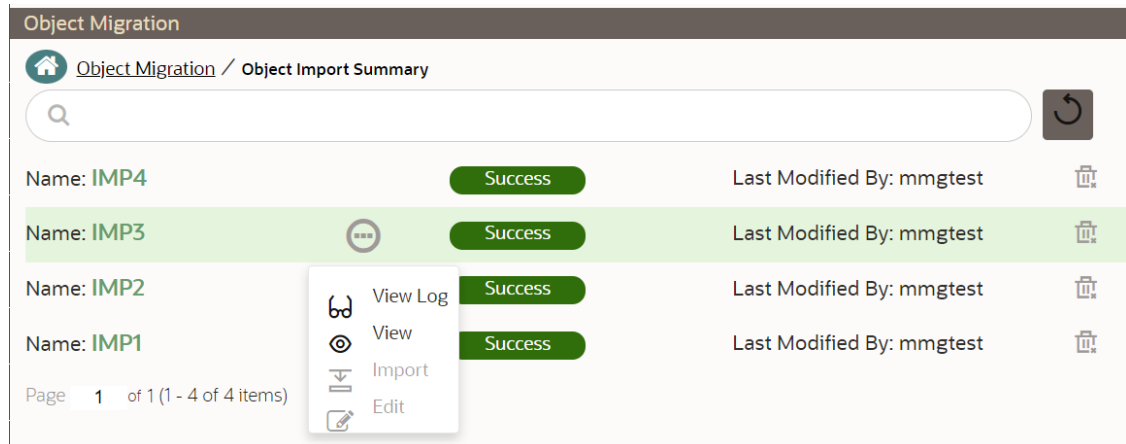 Object Migration
Object Migration / Object Import Summary
Name: IMP4 Success Last Modified By: mmgtest
Name: IMP3 Success Last Modified By: mmgtest
Name: IMP2 Success Last Modified By: mmgtest
Name: IMP1 Success Last Modified By: mmgtest
View Log
View
Import
Edit
Page 1 of 1 (1 - 4 of 4 items)